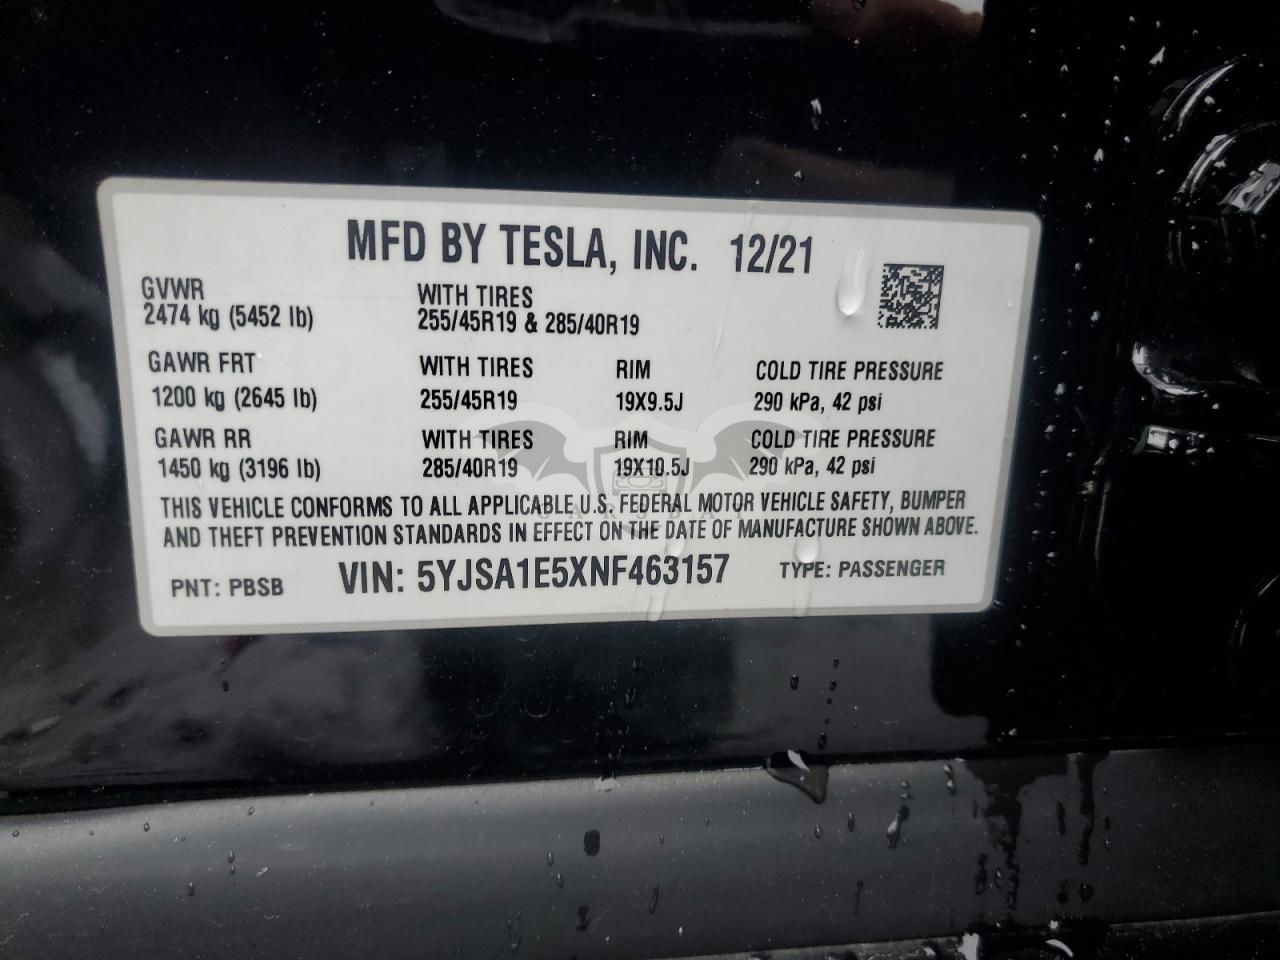 MFD BY TESLA, INC. 12/21
GVWR
2474 kg (5452 lb)
WITH TIRES
255/45R19 & 285/40R19
GAWR FRT WITH TIRES RIM COLD TIRE PRESSURE
1200 kg (2645 lb) 255/45R19 19X9.5J 290 kPa, 42 psi
GAWR RR WITH TIRES RIM COLD TIRE PRESSURE
1450 kg (3196 lb) 285/40R19 19X10.5J 290 kPa, 42 psi
THIS VEHICLE CONFORMS TO ALL APPLICABLE U.S. FEDERAL MOTOR VEHICLE SAFETY, BUMPER
AND THEFT PREVENTION STANDARDS IN EFFECT ON THE DATE OF MANUFACTURE SHOWN ABOVE.
PNT: PBSB VIN: 5YJSA1E5XNF463157 TYPE: PASSENGER